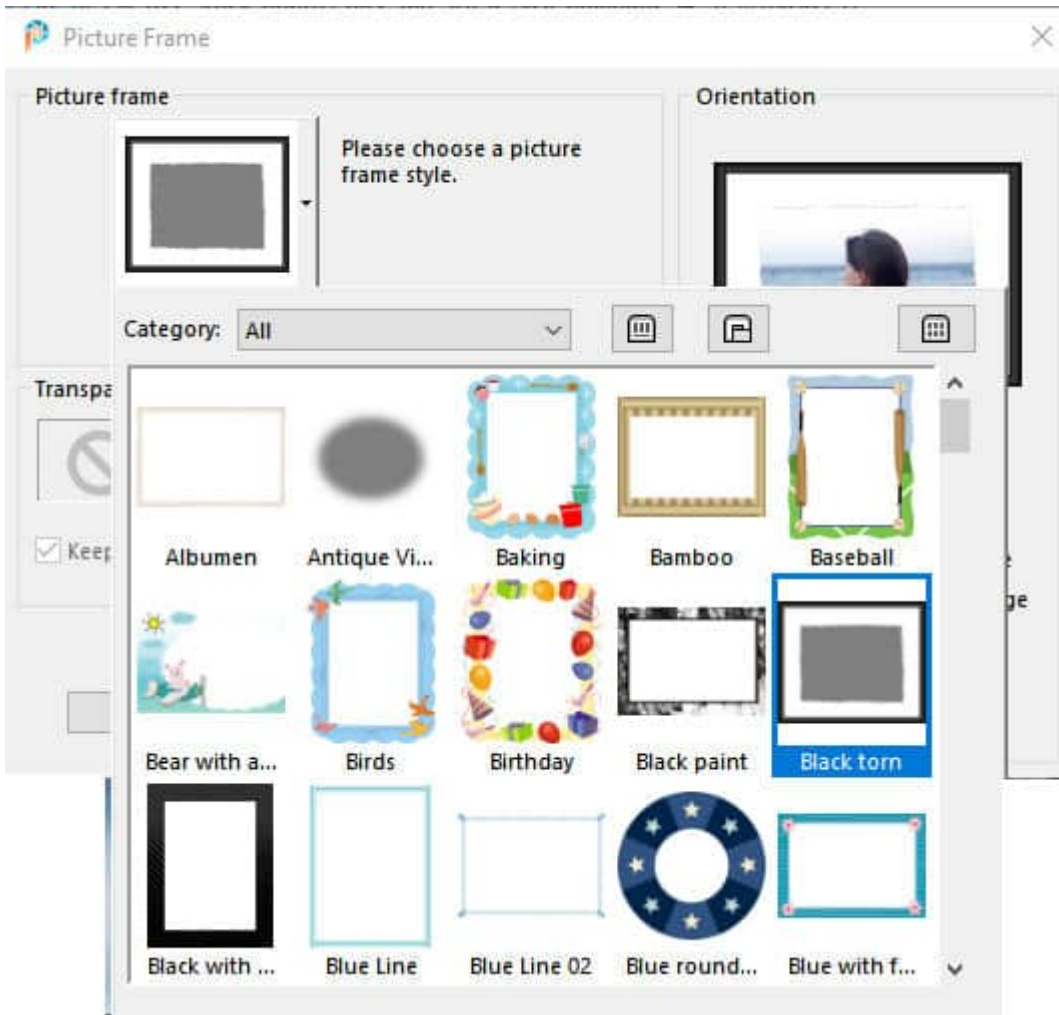 Picture Frame
Picture frame
Orientation
Please choose a picture
frame style.
Category: All
Transpa
Keep
ge
Albumen Antique Vi... Baking Bamboo Baseball
Bear with a... Birds Birthday Black paint Black torn
Black with ... Blue Line Blue Line 02 Blue round... Blue with f...